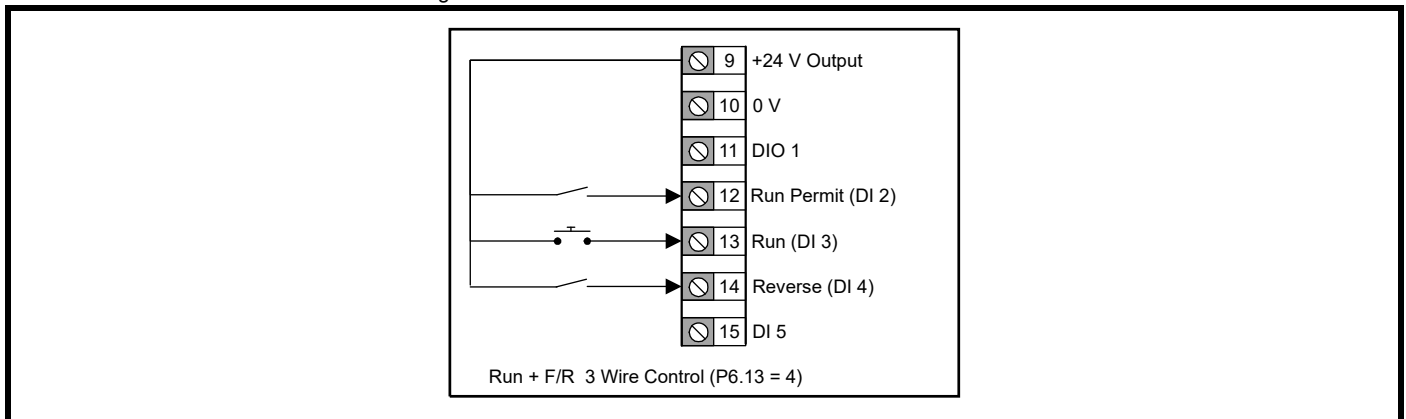 9 +24 V Output
10 0 V
11 DIO 1
12 Run Permit (DI 2)
13 Run (DI 3)
14 Reverse (DI 4)
15 DI 5
Run + F/R 3 Wire Control (P6.13 = 4)